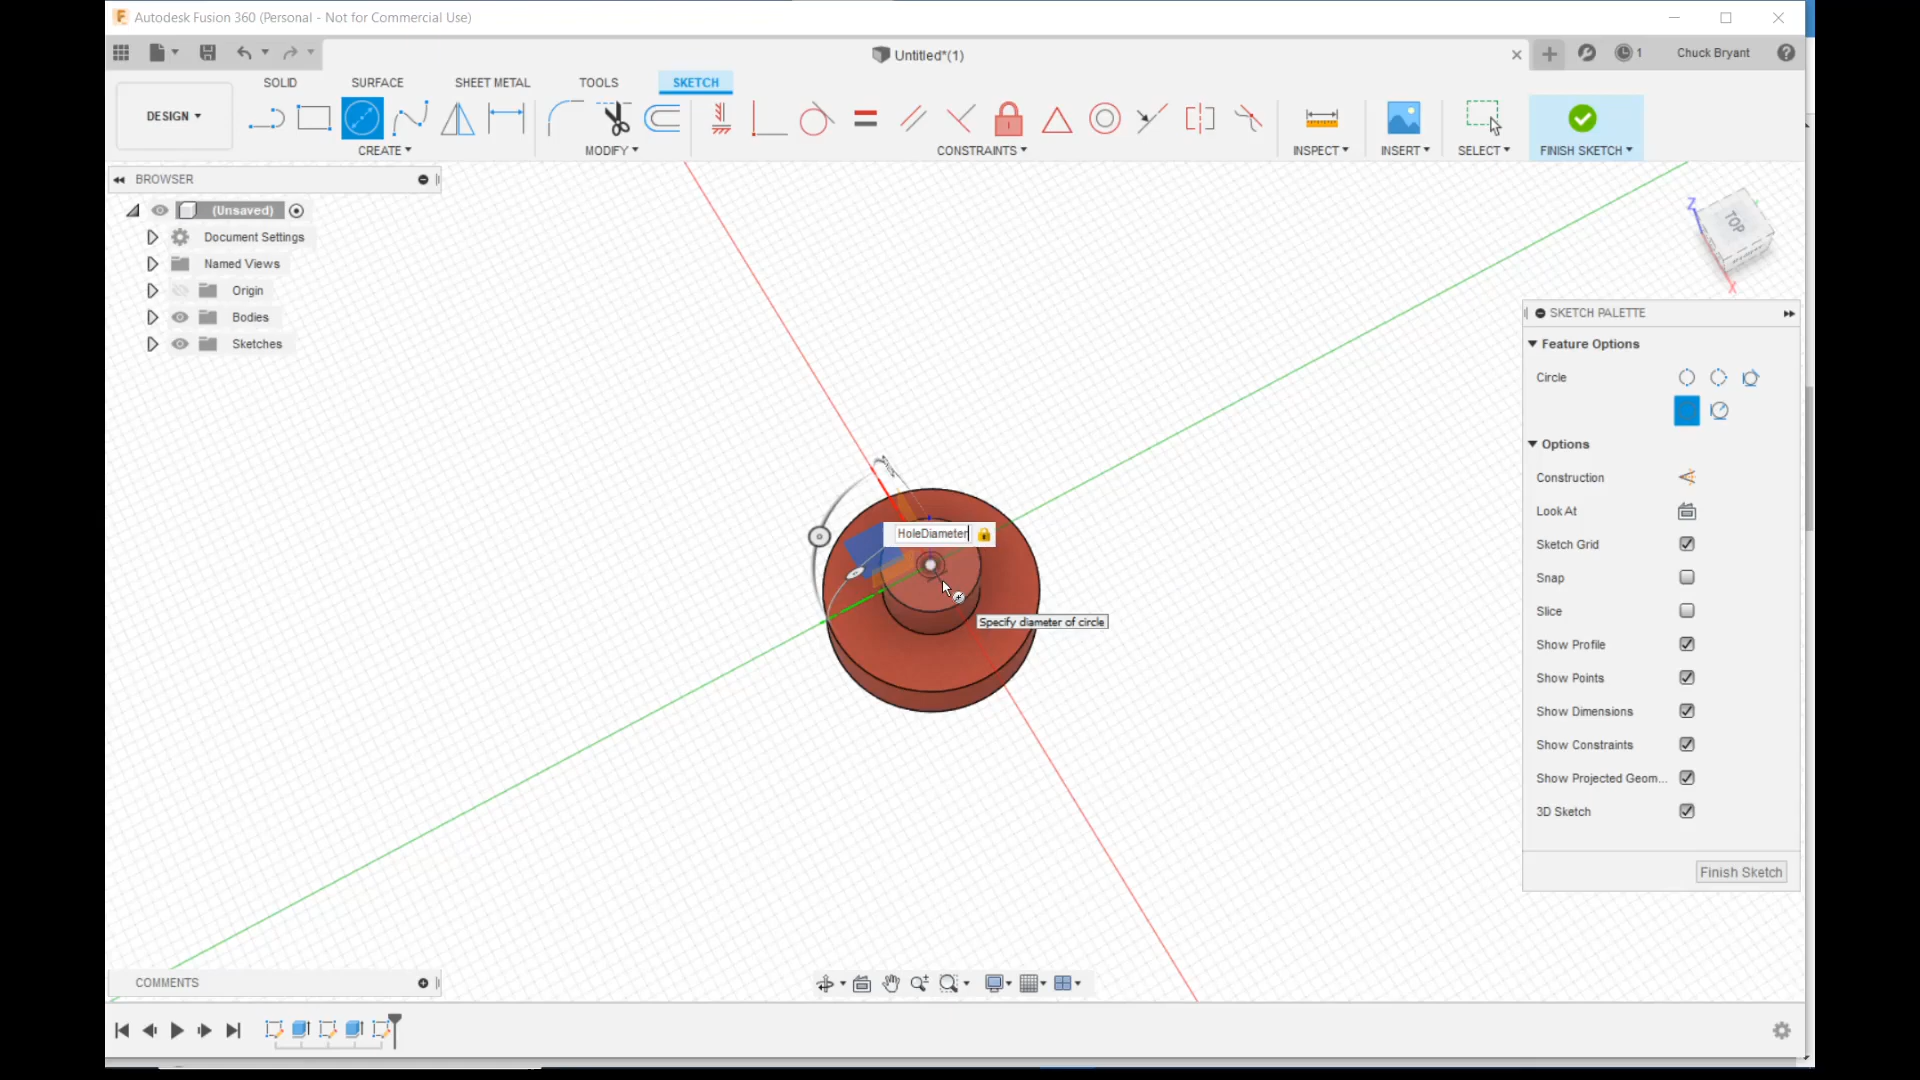 Autodesk Fusion 360 (Personal - Not for Commercial Use)
Untitled*(1)
1
Chuck Bryant
SOLID
SURFACE
SHEET METAL
TOOLS
SKETCH
DESIGN
CREATE
MODIFY
CONSTRAINTS
INSPECT
INSERT
SELECT
FINISH SKETCH
BROWSER
(Unsaved)
Document Settings
Named Views
Origin
Bodies
Sketches
Z
TOP
X
SKETCH PALETTE
Feature Options
Circle
Options
Construction
Look At
Sketch Grid
Snap
Slice
Show Profile
Show Points
Show Dimensions
Show Constraints
Show Projected Geom...
3D Sketch
Finish Sketch
HoleDiameter
Specify diameter of circle
COMMENTS